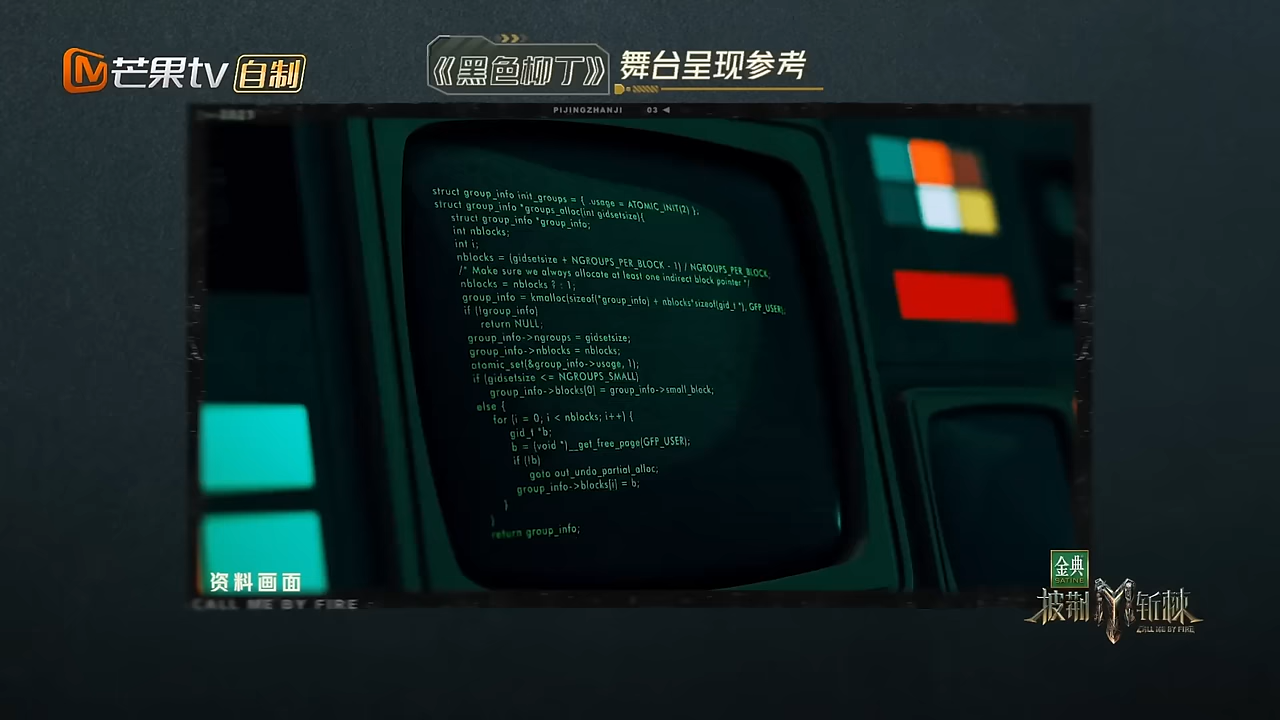 芒果tv 自制
《黑色柳丁》 舞台呈现参考
PIJINGZHANJI 03
struct group_info init_groups = { .usage = ATOMIC_INIT(2) };
struct group_info *groups_alloc(int gidsetsize){
struct group_info *group_info;
int nblocks;
int i;
nblocks = (gidsetsize + NGROUPS_PER_BLOCK - 1) / NGROUPS_PER_BLOCK;
/* Make sure we always allocate at least one indirect block pointer */
nblocks = nblocks ? : 1;
group_info = kmalloc(sizeof(*group_info) + nblocks*sizeof(gid_t *), GFP_USER);
if (!group_info)
return NULL;
group_info->ngroups = gidsetsize;
group_info->nblocks = nblocks;
atomic_set(&group_info->usage, 1);
if (gidsetsize <= NGROUPS_SMALL)
group_info->blocks[0] = group_info->small_block;
else {
for (i = 0; i < nblocks; i++) {
gid_t *b;
b = (void *)__get_free_page(GFP_USER);
if (!b)
goto out_undo_partial_alloc;
group_info->blocks[i] = b;
}
}
return group_info;
资料画面
CALL ME BY FIRE
金典
SATINE
披荆斩棘
CALL ME BY FIRE